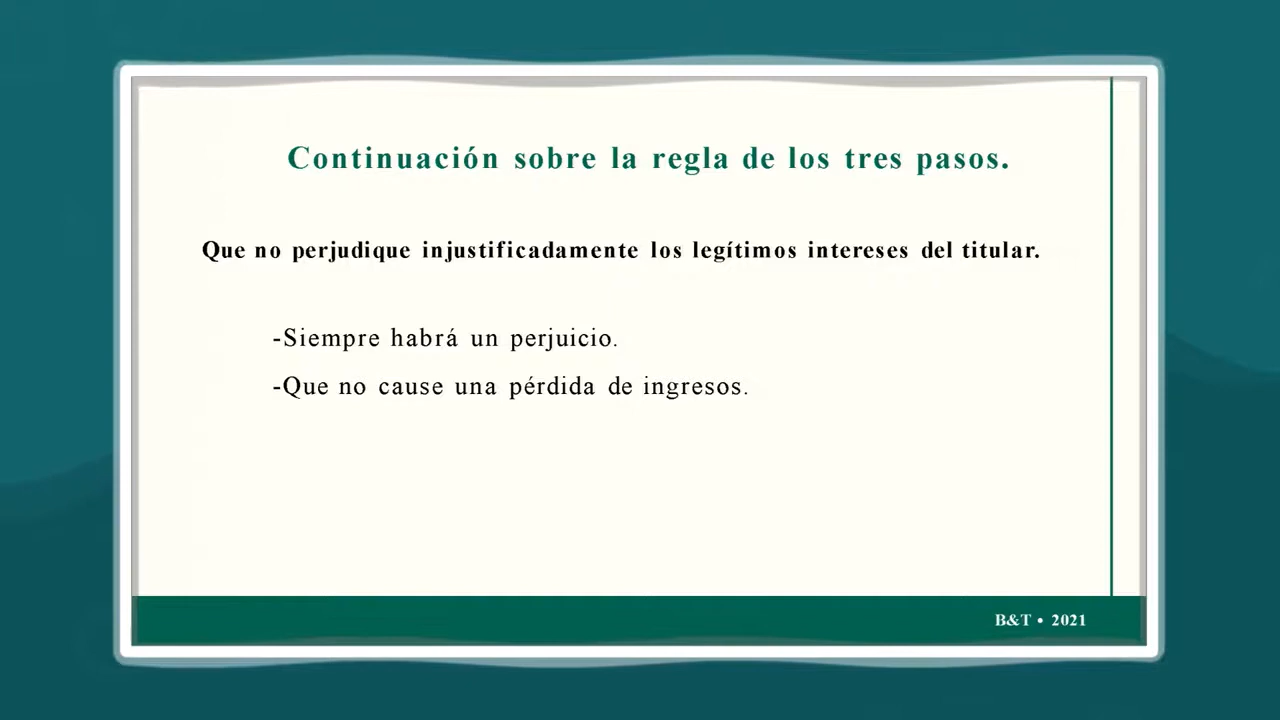 Continuación sobre la regla de los tres pasos.
Que no perjudique injustificadamente los legítimos intereses del titular.
-Siempre habrá un perjuicio.
-Que no cause una pérdida de ingresos.
B&T • 2021